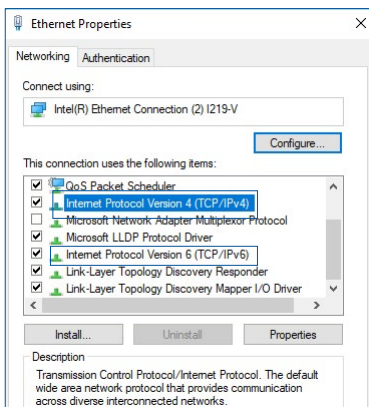 Ethernet Properties
Networking Authentication
Connect using:
Intel(R) Ethernet Connection (2) I219-V
Configure...
This connection uses the following items:
QoS Packet Scheduler
Internet Protocol Version 4 (TCP/IPv4)
Microsoft Network Adapter Multiplexor Protocol
Microsoft LLDP Protocol Driver
Internet Protocol Version 6 (TCP/IPv6)
Link-Layer Topology Discovery Responder
Link-Layer Topology Discovery Mapper I/O Driver
Install... Uninstall Properties
Description
Transmission Control Protocol/Internet Protocol. The default
wide area network protocol that provides communication
across diverse interconnected networks.